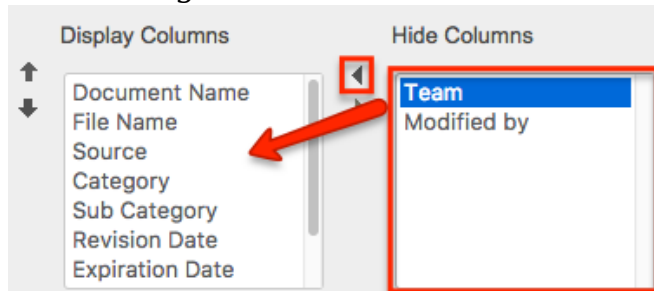 Display Columns
Hide Columns
Document Name
File Name
Source
Category
Sub Category
Revision Date
Expiration Date
Team
Modified by